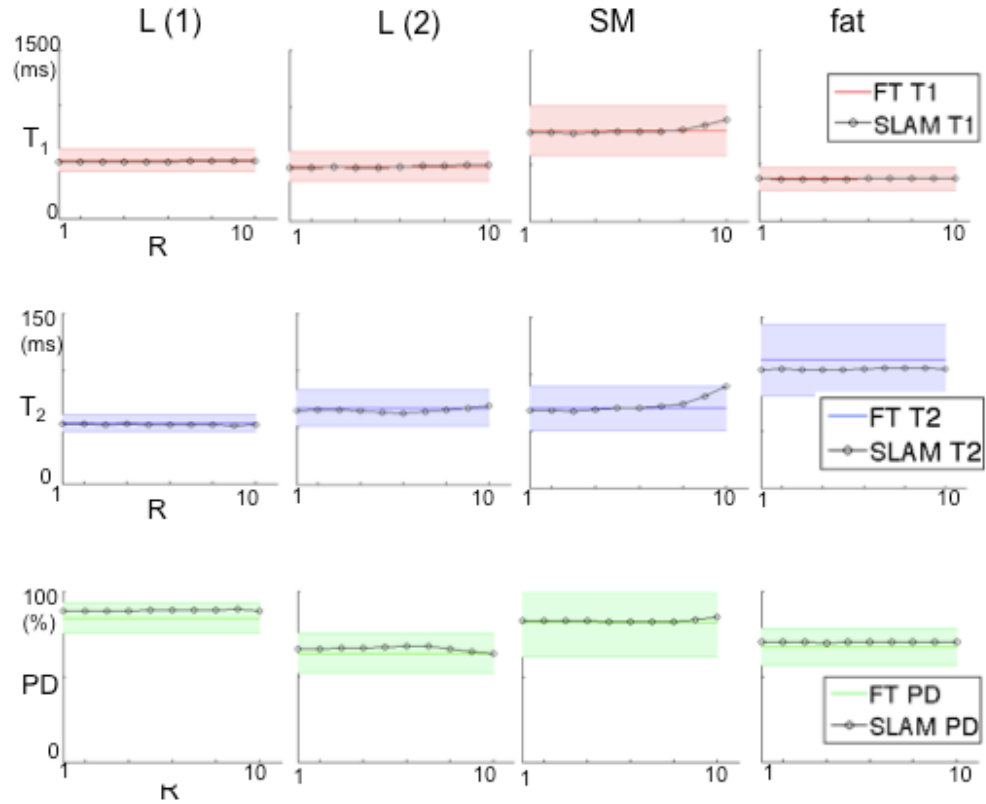 L (1) L (2) SM fat
1500
(ms)
T1
0
1 R 10 1 10 1 10 1 10
FT T1
SLAM T1
150
(ms)
T2
0
1 R 10 1 10 1 10 1 10
FT T2
SLAM T2
100
(%)
PD
0
1 R 10 1 10 1 10 1 10
FT PD
SLAM PD